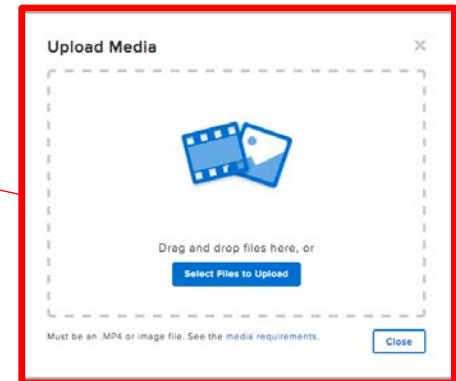 Upload Media
Drag and drop files here, or
Select Files to Upload
Must be an .MP4 or image file. See the media requirements.
Close